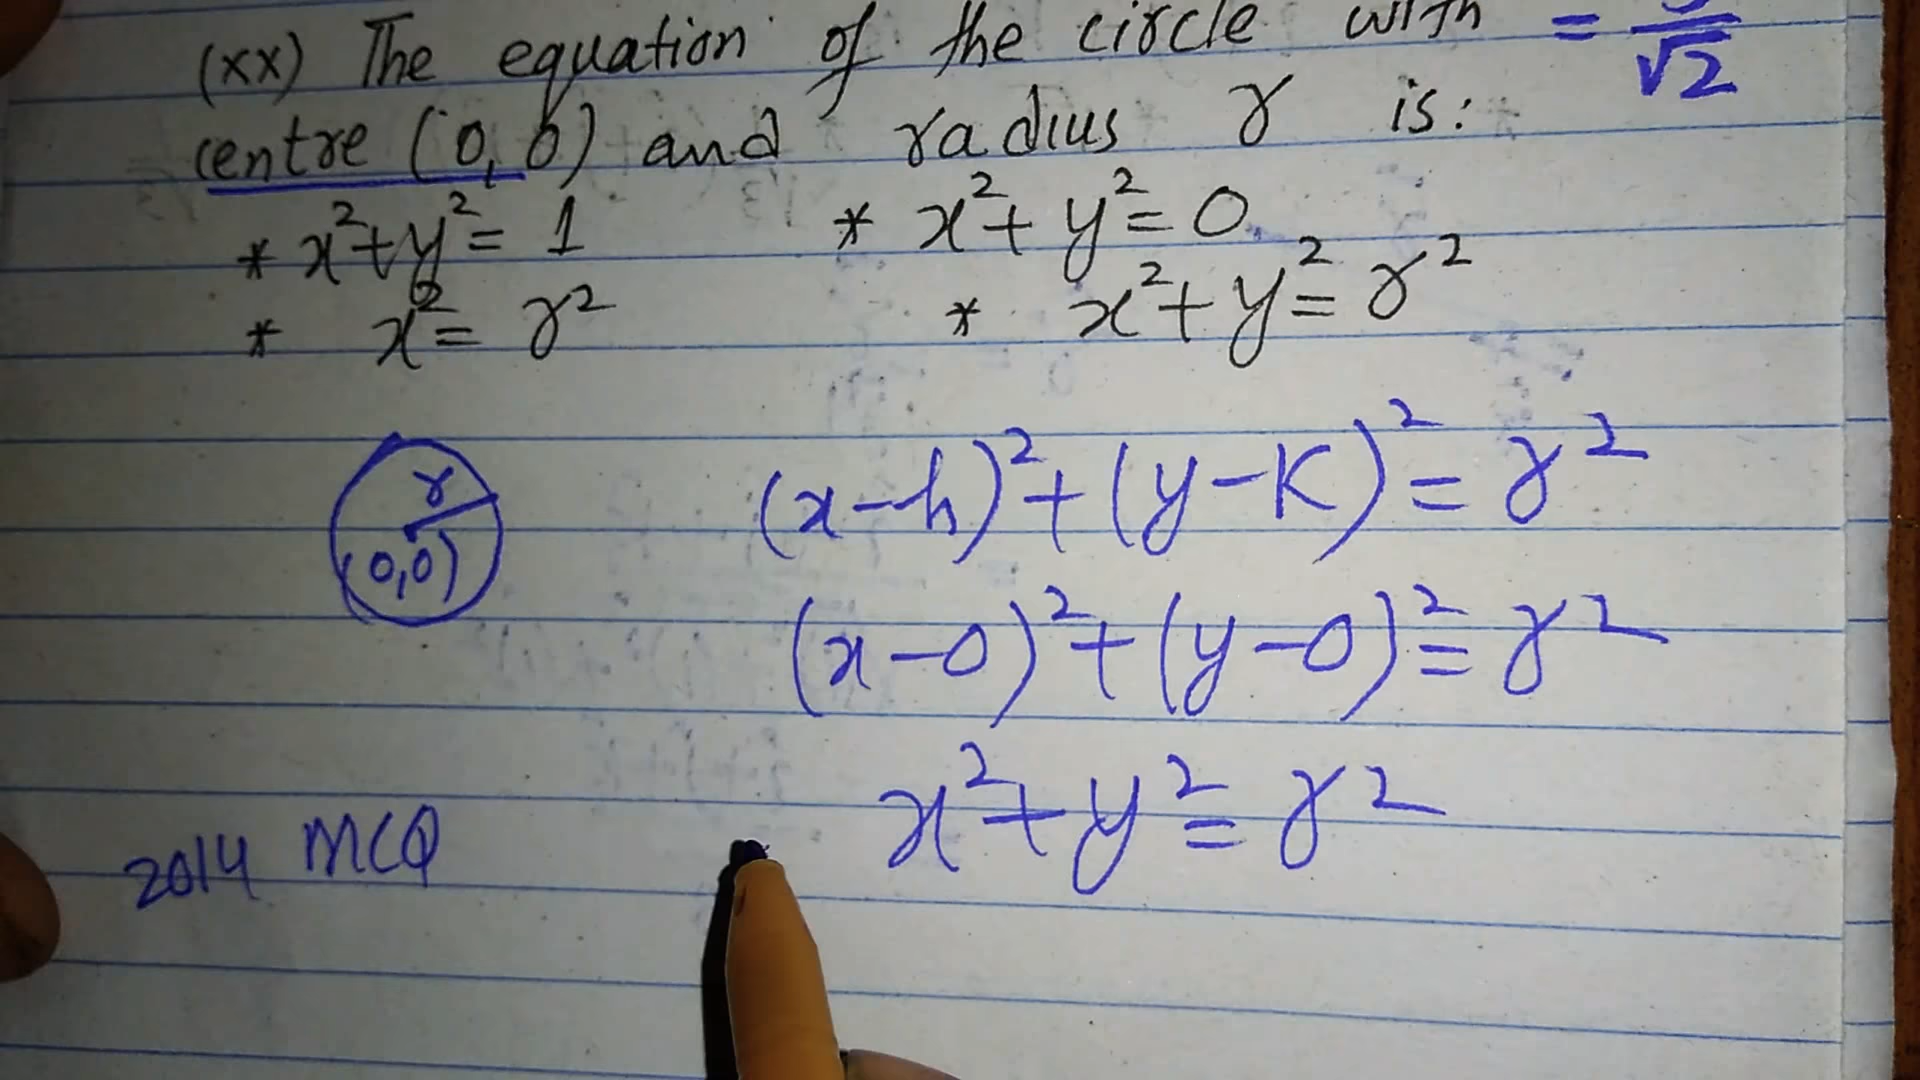 (xx) The equation of the circle with
centre (0,0) and radius r is:
* x²+y²= 1 * x²+ y²= 0
* x²= r² * x²+y²= r²
(x-h)²+(y-K)²= r²
r
(0,0)
(x-0)²+(y-0)²= r²
x²+y²= r²
2014 MCQ
= /√2